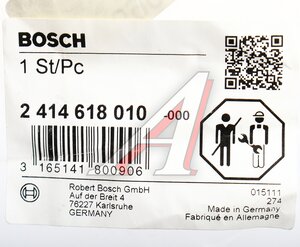 BOSCH
1 St/Pc
2 414 618 010 -000
3 165141 800906
Robert Bosch GmbH
Auf der Breit 4
76227 Karlsruhe
GERMANY
015111
274
Made in Germany
Fabriqué en Allemagne